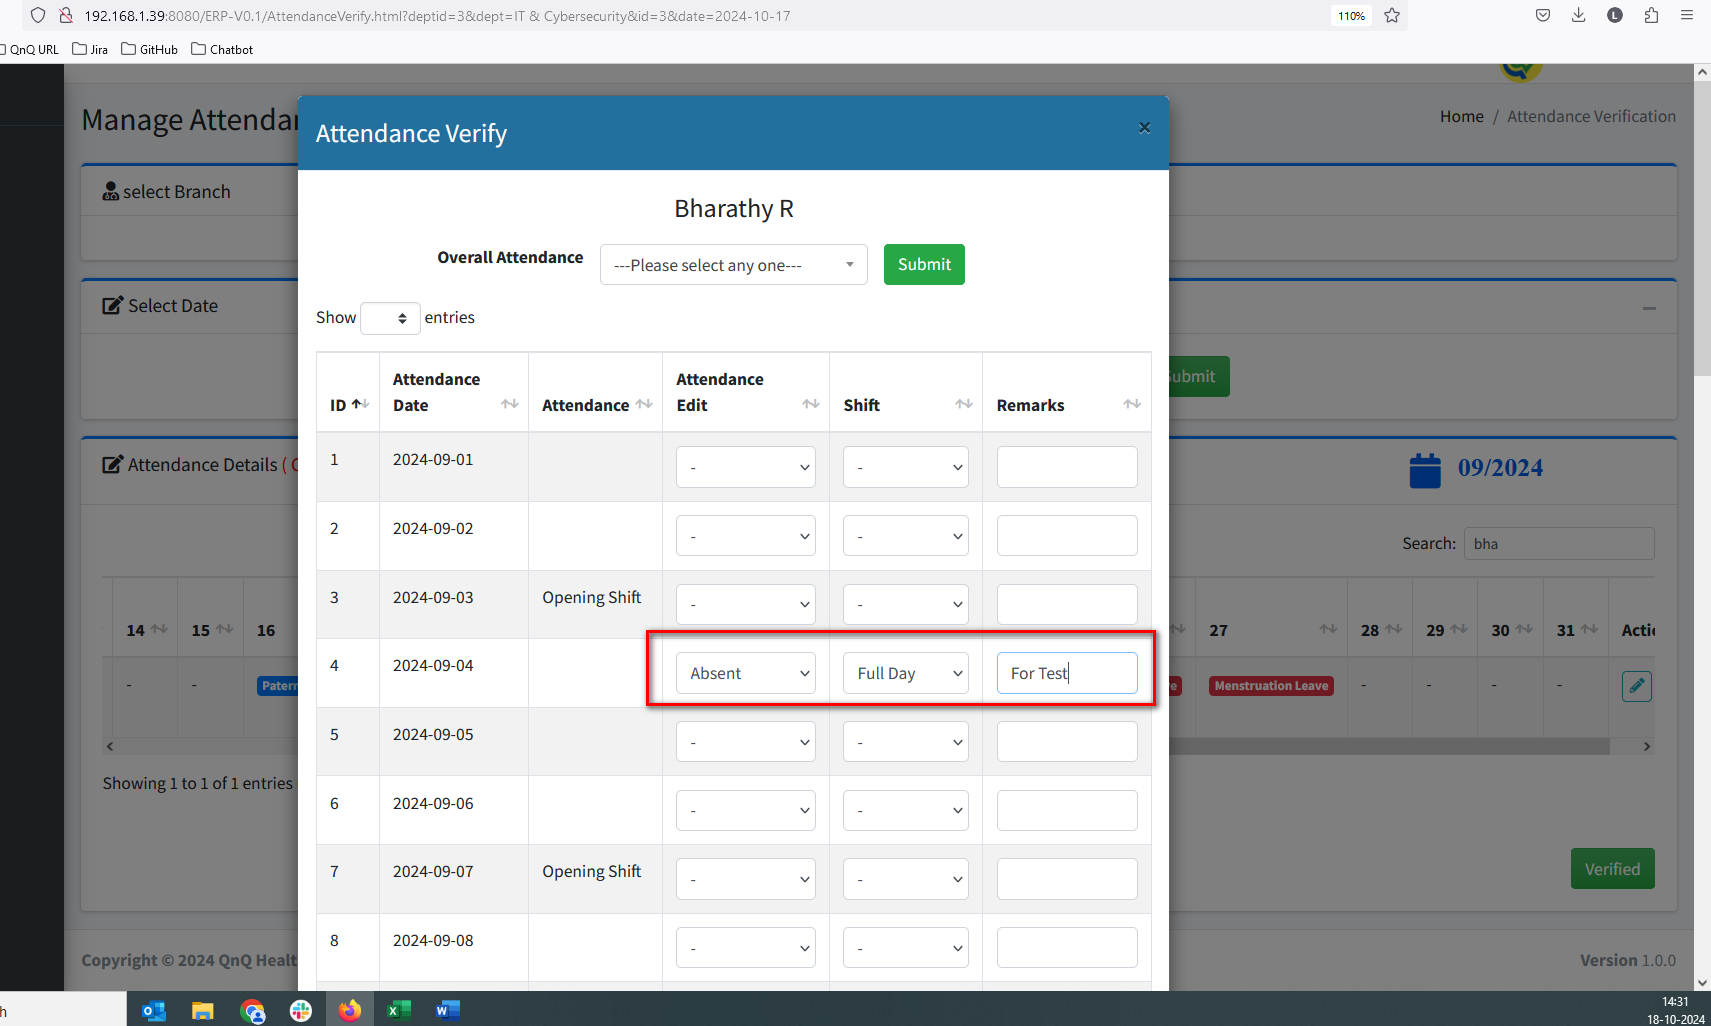 192.168.1.39:8080/ERP-V0.1/AttendanceVerify.html?deptid=3&dept=IT & Cybersecurity&id=3&date=2024-10-17
110%
L
QnQ URL
Jira
GitHub
Chatbot
Manage Attendan
Home / Attendance Verification
select Branch
Select Date
Submit
Attendance Details ( C
09/2024
Search: bha
14 15 16 27 28 29 30 31 Actio
- - Patern Menstruation Leave - - - -
Showing 1 to 1 of 1 entries
Verified
Copyright © 2024 QnQ Healt
Version 1.0.0
Attendance Verify
×
Bharathy R
Overall Attendance ---Please select any one--- Submit
Show entries
ID Attendance Date Attendance Attendance Edit Shift Remarks
1 2024-09-01 - -
2 2024-09-02 - -
3 2024-09-03 Opening Shift - -
4 2024-09-04 Absent Full Day For Test
5 2024-09-05 - -
6 2024-09-06 - -
7 2024-09-07 Opening Shift - -
8 2024-09-08 - -
h
14:31
18-10-2024